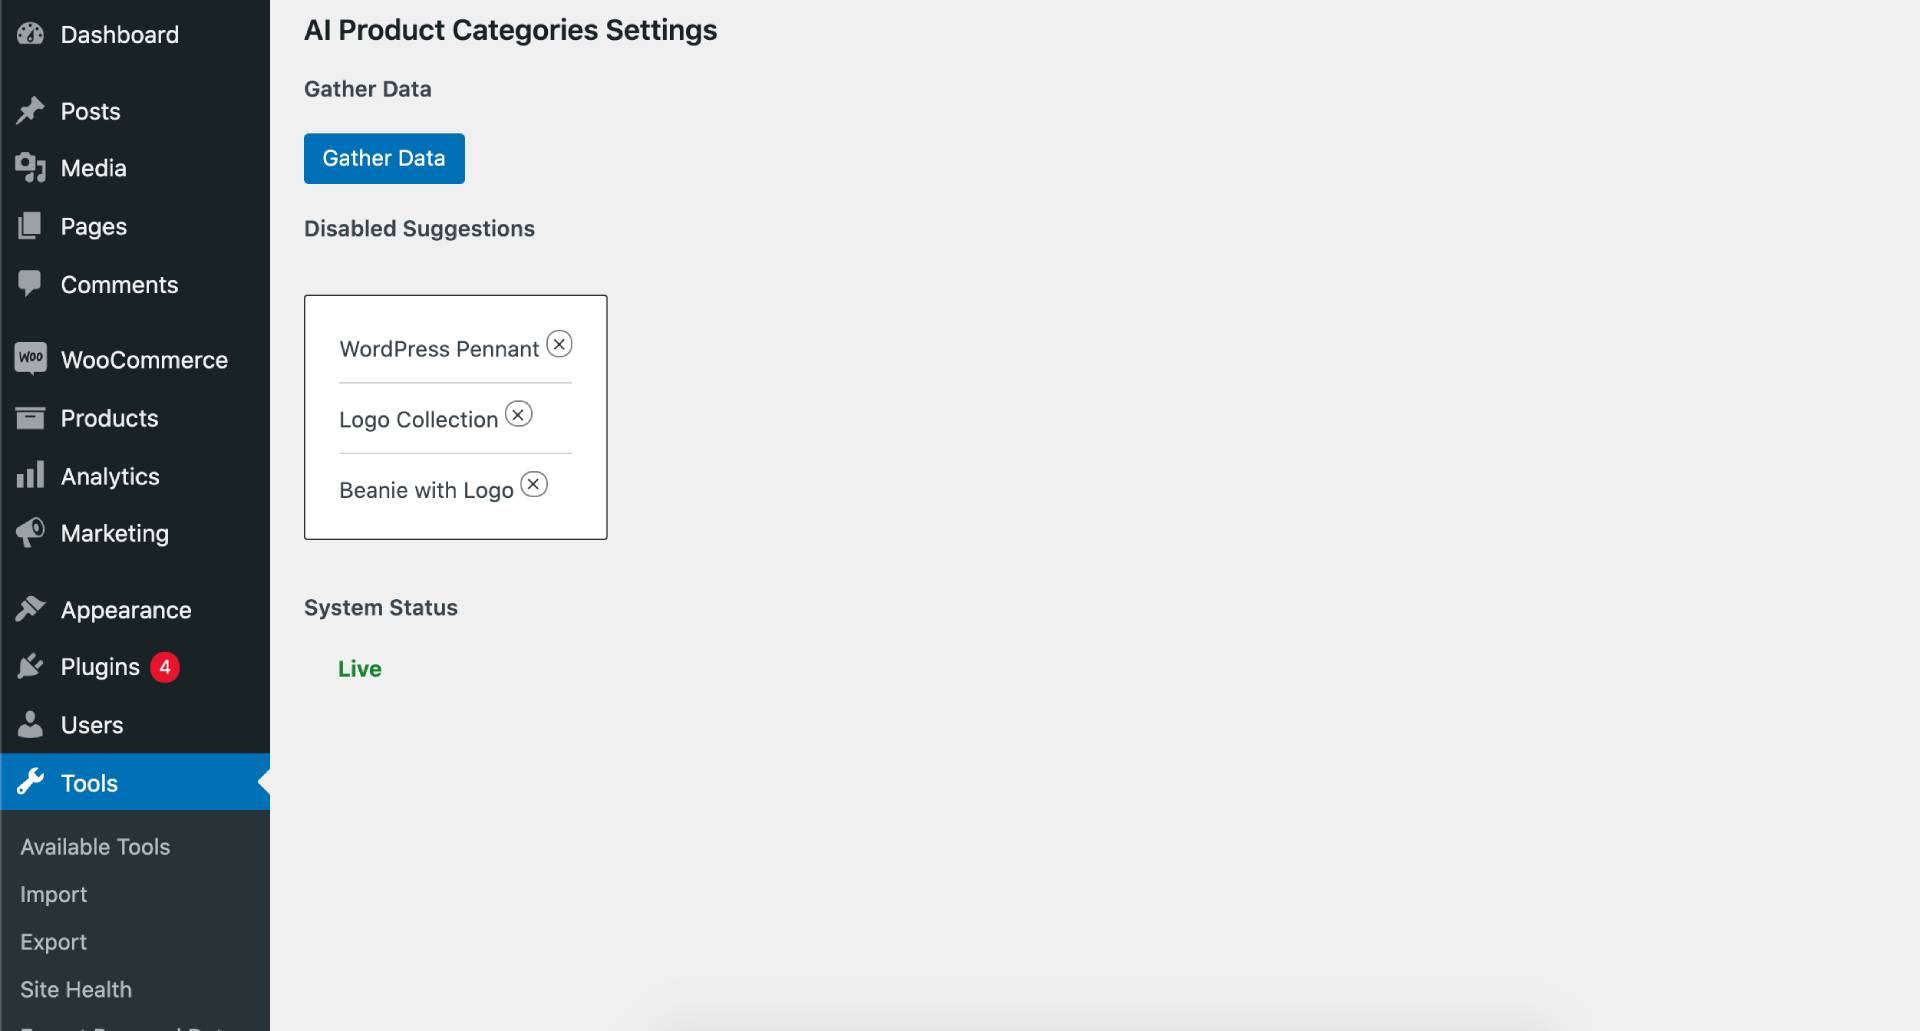 Dashboard
Posts
Media
Pages
Comments
Woo WooCommerce
Products
Analytics
Marketing
Appearance
Plugins 4
Users
Tools
Available Tools
Import
Export
Site Health
AI Product Categories Settings
Gather Data
Gather Data
Disabled Suggestions
WordPress Pennant
Logo Collection
Beanie with Logo
System Status
Live